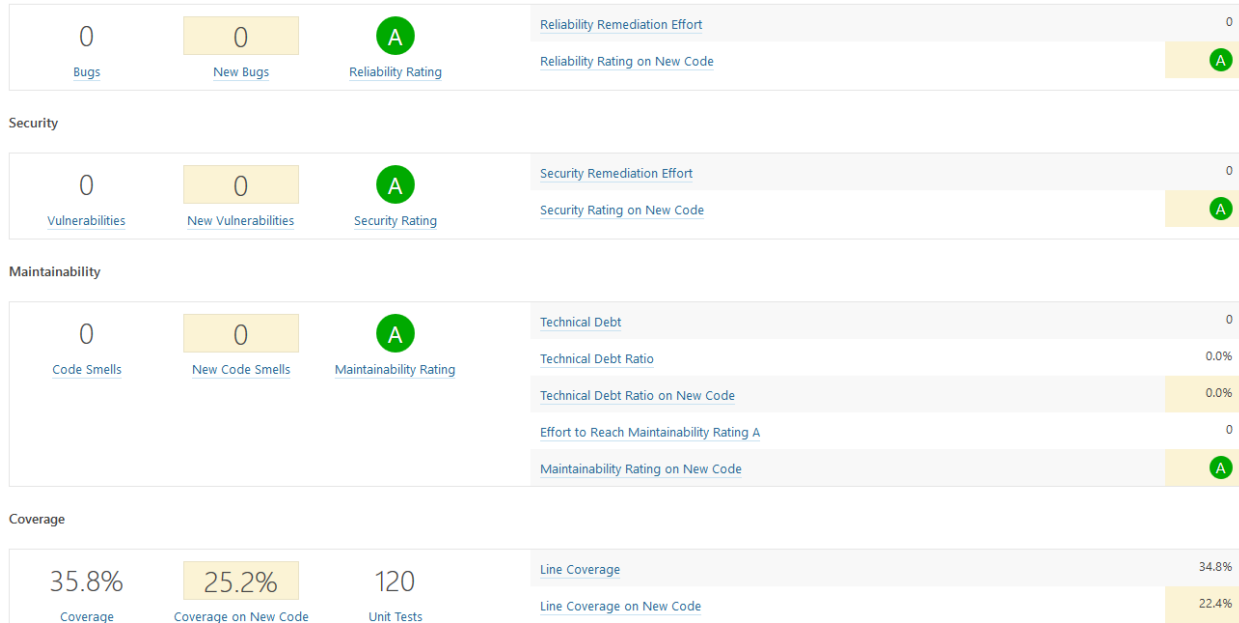 0 0 A Reliability Remediation Effort 0
Bugs New Bugs Reliability Rating Reliability Rating on New Code A
Security
0 0 A Security Remediation Effort 0
Vulnerabilities New Vulnerabilities Security Rating Security Rating on New Code A
Maintainability
0 0 A Technical Debt 0
Code Smells New Code Smells Maintainability Rating Technical Debt Ratio 0.0%
Technical Debt Ratio on New Code 0.0%
Effort to Reach Maintainability Rating A 0
Maintainability Rating on New Code A
Coverage
35.8% 25.2% 120 Line Coverage 34.8%
Coverage Coverage on New Code Unit Tests Line Coverage on New Code 22.4%